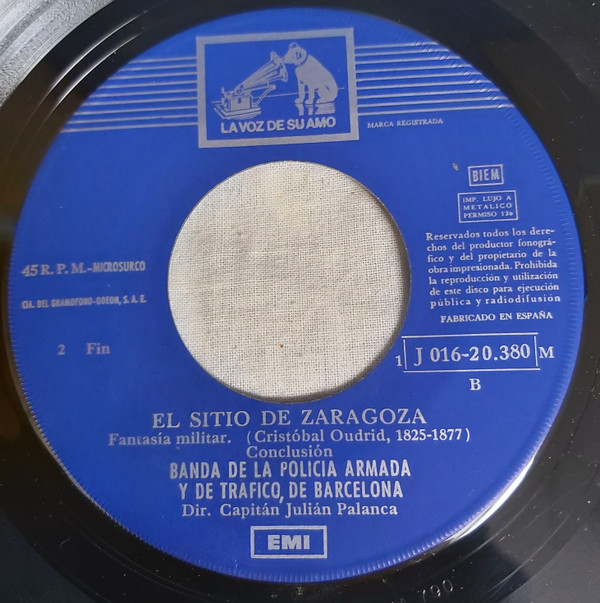 LA VOZ DE SU AMO
MARCA REGISTRADA
BIEM
IMP. LUJO A
METALICO
PERMISO 126
Reservados todos los dere-
chos del productor fonográ-
fico y del propietario de la
obra impresionada. Prohibida
la reproducción y utilización
de este disco para ejecución
pública y radiodifusión
FABRICADO EN ESPAÑA
45 R. P. M.-MICROSURCO
CIA. DEL GRAMOFONO-ODEON, S. A. E.
2 Fin
1 J 016-20.380 M
B
EL SITIO DE ZARAGOZA
Fantasía militar. (Cristóbal Oudrid, 1825-1877)
Conclusión
BANDA DE LA POLICIA ARMADA
Y DE TRAFICO, DE BARCELONA
Dir. Capitán Julián Palanca
EMI